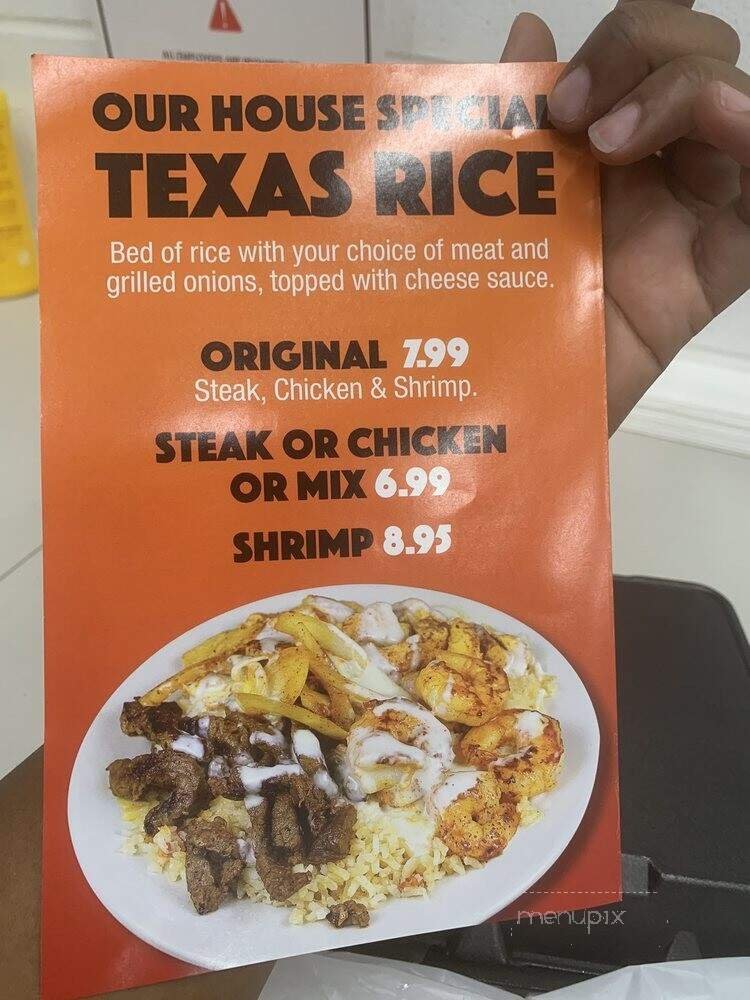 OUR HOUSE SPECIAL
TEXAS RICE
Bed of rice with your choice of meat and
grilled onions, topped with cheese sauce.
ORIGINAL 7.99
Steak, Chicken & Shrimp.
STEAK OR CHICKEN
OR MIX 6.99
SHRIMP 8.95
menupix